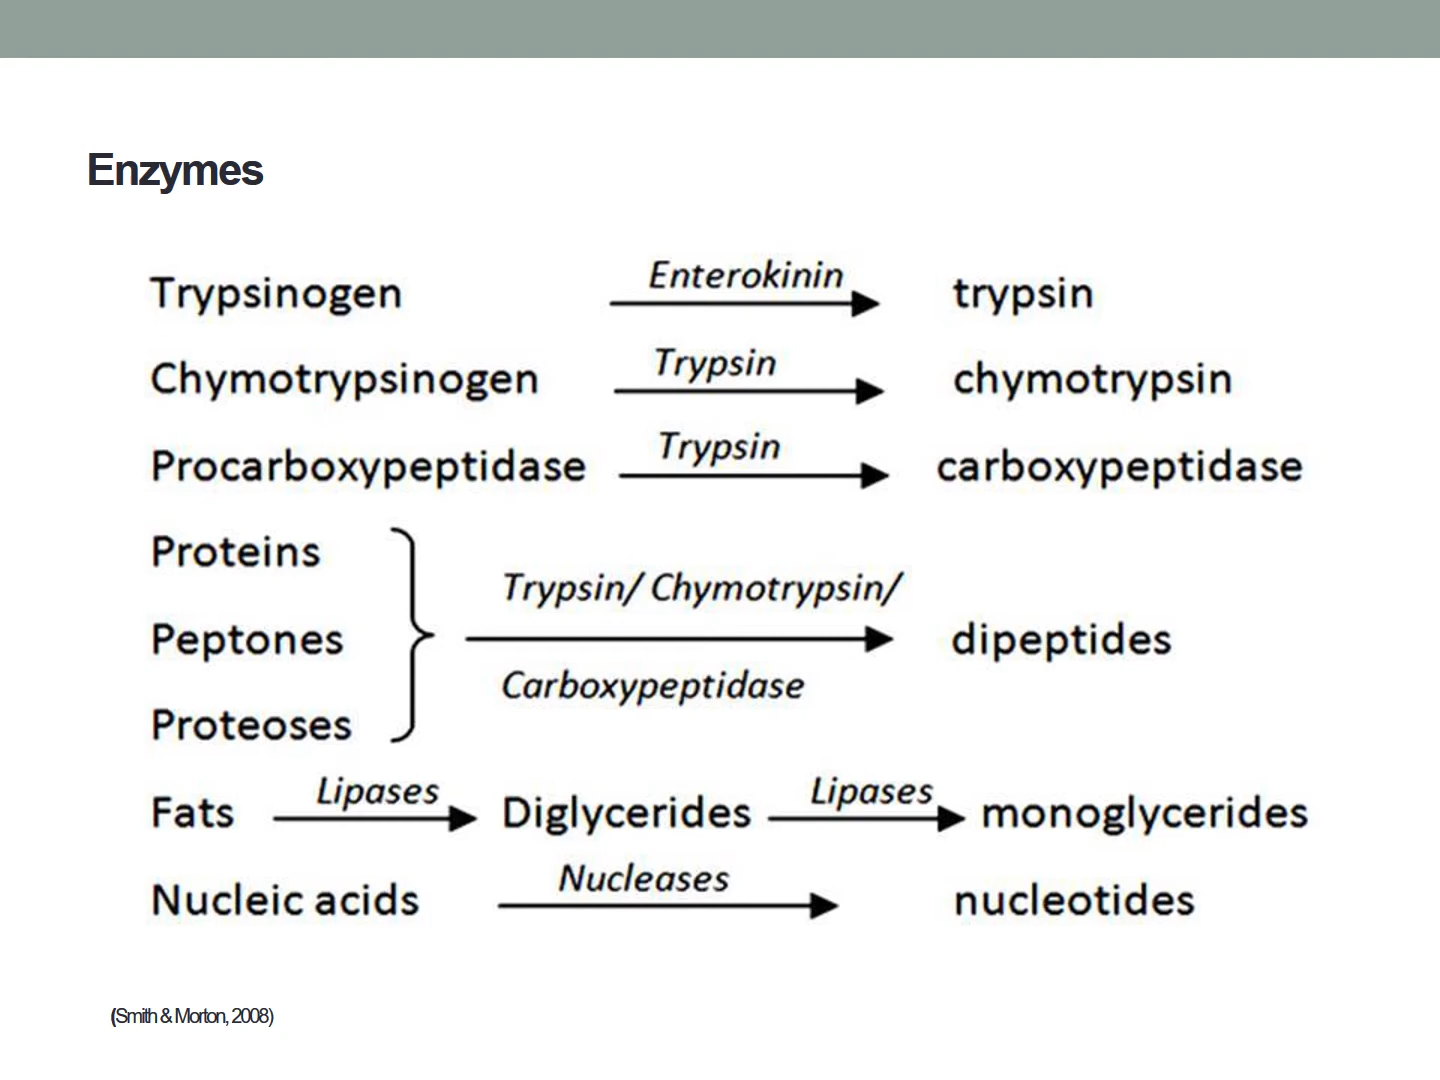 Enzymes
Trypsinogen Enterokinin trypsin
Chymotrypsinogen Trypsin chymotrypsin
Procarboxypeptidase Trypsin carboxypeptidase
Proteins
Trypsin/ Chymotrypsin/
Peptones dipeptides
Carboxypeptidase
Proteoses
Fats Lipases Diglycerides Lipases monoglycerides
Nucleic acids Nucleases nucleotides
(Smith & Morton, 2008)